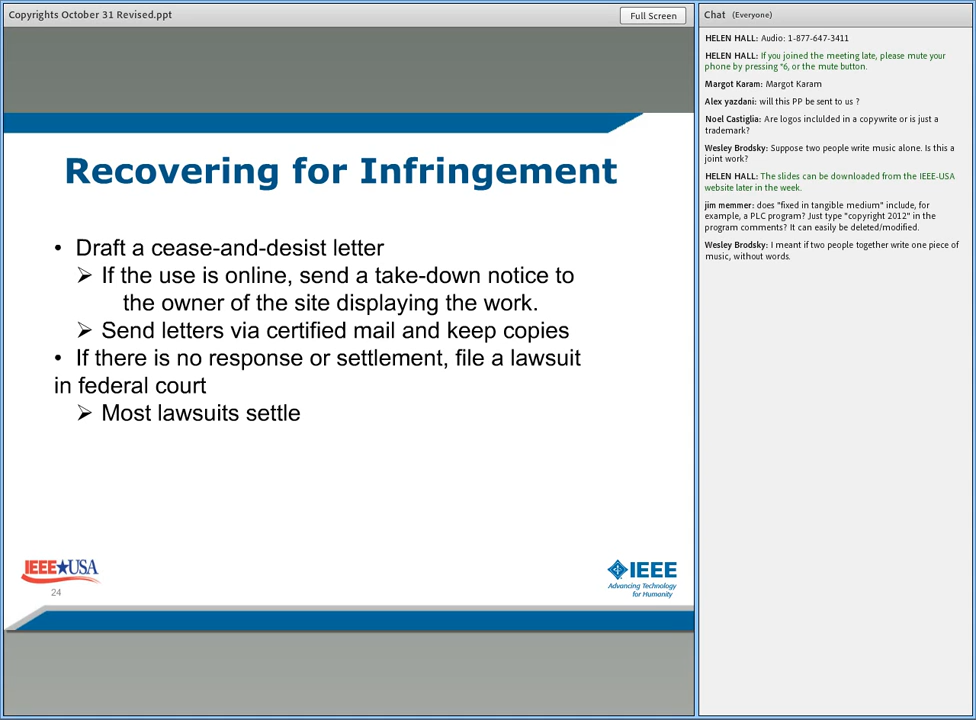 Copyrights October 31 Revised.ppt
Full Screen
Recovering for Infringement
• Draft a cease-and-desist letter
➢ If the use is online, send a take-down notice to
the owner of the site displaying the work.
➢ Send letters via certified mail and keep copies
• If there is no response or settlement, file a lawsuit
in federal court
➢ Most lawsuits settle
IEEE★USA
24
IEEE
Advancing Technology
for Humanity
Chat (Everyone)
HELEN HALL: Audio: 1-877-647-3411
HELEN HALL: If you joined the meeting late, please mute your
phone by pressing *6, or the mute button.
Margot Karam: Margot Karam
Alex yazdani: will this PP be sent to us ?
Noel Castiglia: Are logos inclulded in a copywrite or is just a
trademark?
Wesley Brodsky: Suppose two people write music alone. Is this a
joint work?
HELEN HALL: The slides can be downloaded from the IEEE-USA
website later in the week.
jim memmer: does "fixed in tangible medium" include, for
example, a PLC program? Just type "copyright 2012" in the
program comments? It can easily be deleted/modified.
Wesley Brodsky: I meant if two people together write one piece of
music, without words.